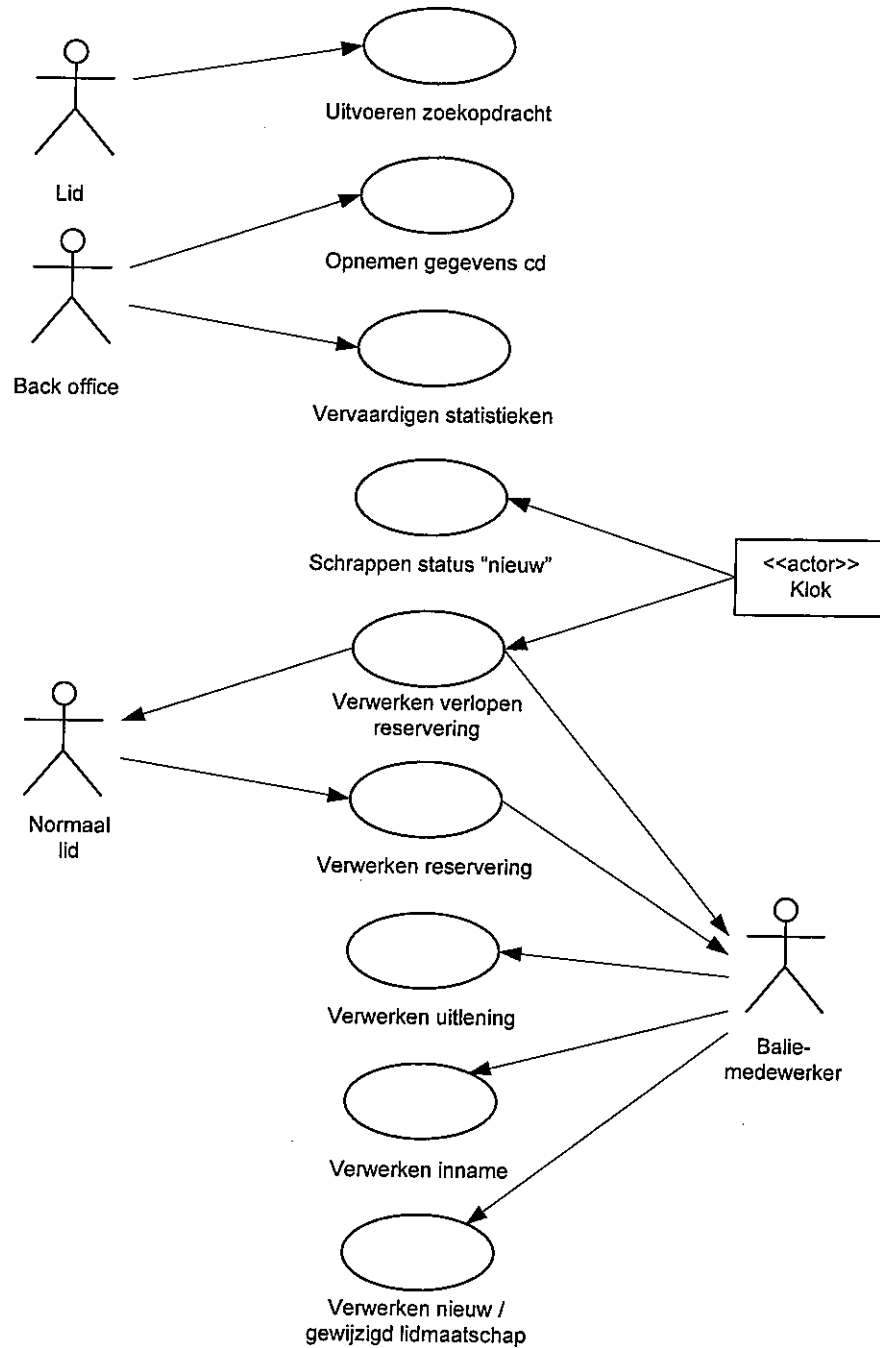 Uitvoeren zoekopdracht
Lid
Opnemen gegevens cd
Back office
Vervaardigen statistieken
Schrappen status "nieuw"
<<actor>>
Klok
Verwerken verlopen
reservering
Normaal
lid
Verwerken reservering
Verwerken uitlening
Balie-
medewerker
Verwerken inname
Verwerken nieuw /
gewijzigd lidmaatschap